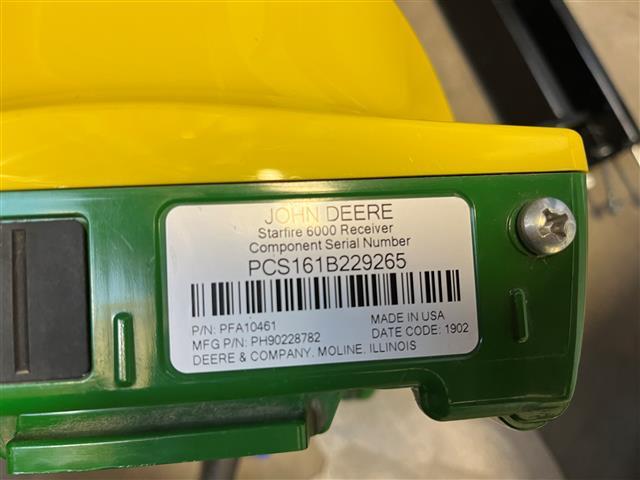 JOHN DEERE
Starfire 6000 Receiver
Component Serial Number
PCS161B229265
P/N: PFA10461
MADE IN USA
MFG P/N: PH90228782
DATE CODE: 1902
DEERE & COMPANY, MOLINE, ILLINOIS